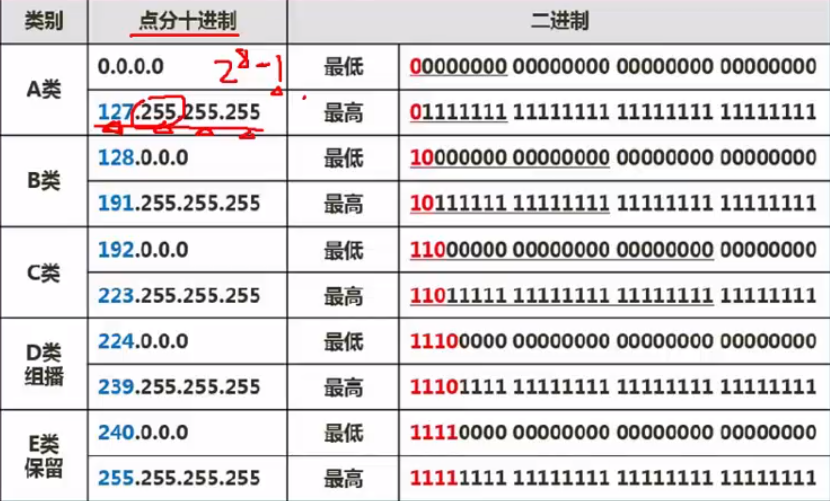 类别 点分十进制 二进制
A类 0.0.0.0 最低 00000000 00000000 00000000 00000000
2⁸-1
127.255.255.255 最高 01111111 11111111 11111111 11111111
B类 128.0.0.0 最低 10000000 00000000 00000000 00000000
191.255.255.255 最高 10111111 11111111 11111111 11111111
C类 192.0.0.0 最低 11000000 00000000 00000000 00000000
223.255.255.255 最高 11011111 11111111 11111111 11111111
D类
组播
224.0.0.0 最低 11100000 00000000 00000000 00000000
239.255.255.255 最高 11101111 11111111 11111111 11111111
E类
保留
240.0.0.0 最低 11110000 00000000 00000000 00000000
255.255.255.255 最高 11111111 11111111 11111111 11111111